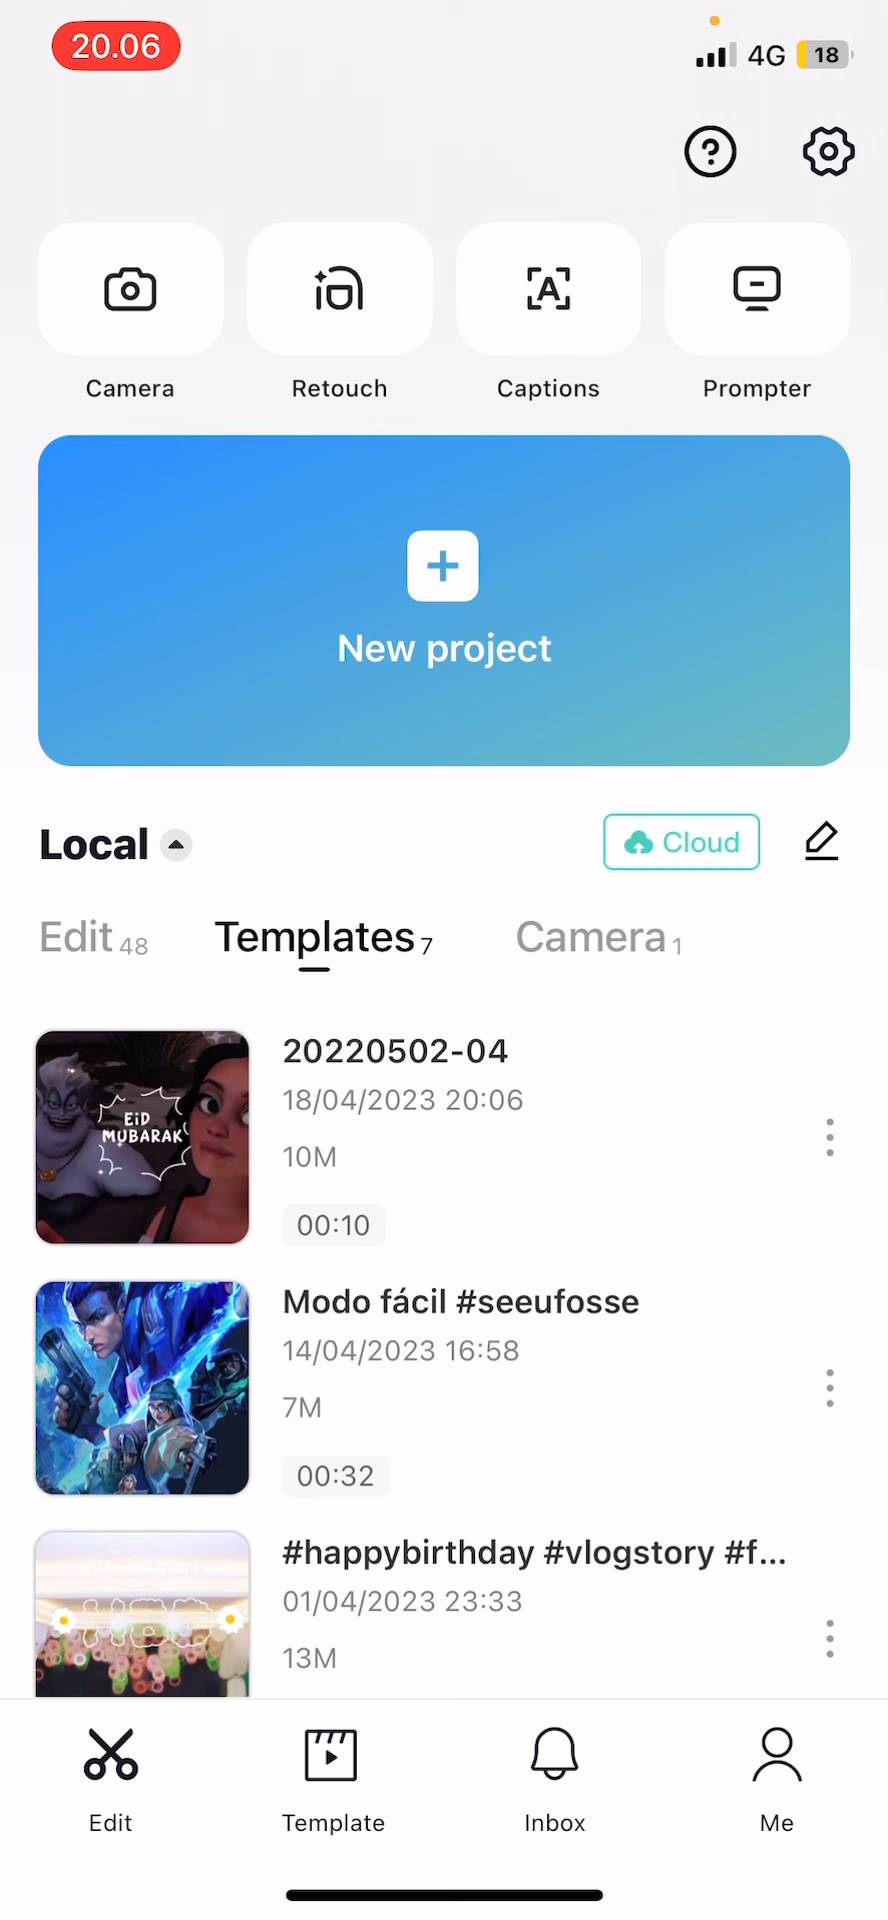 20.06
4G 18
Camera
Retouch
Captions
Prompter
New project
Local
Cloud
Edit 48
Templates 7
Camera 1
EiD
MUBARAK
20220502-04
18/04/2023 20:06
10M
00:10
Modo fácil #seeufosse
14/04/2023 16:58
7M
00:32
#happybirthday #vlogstory #f...
01/04/2023 23:33
13M
Edit
Template
Inbox
Me